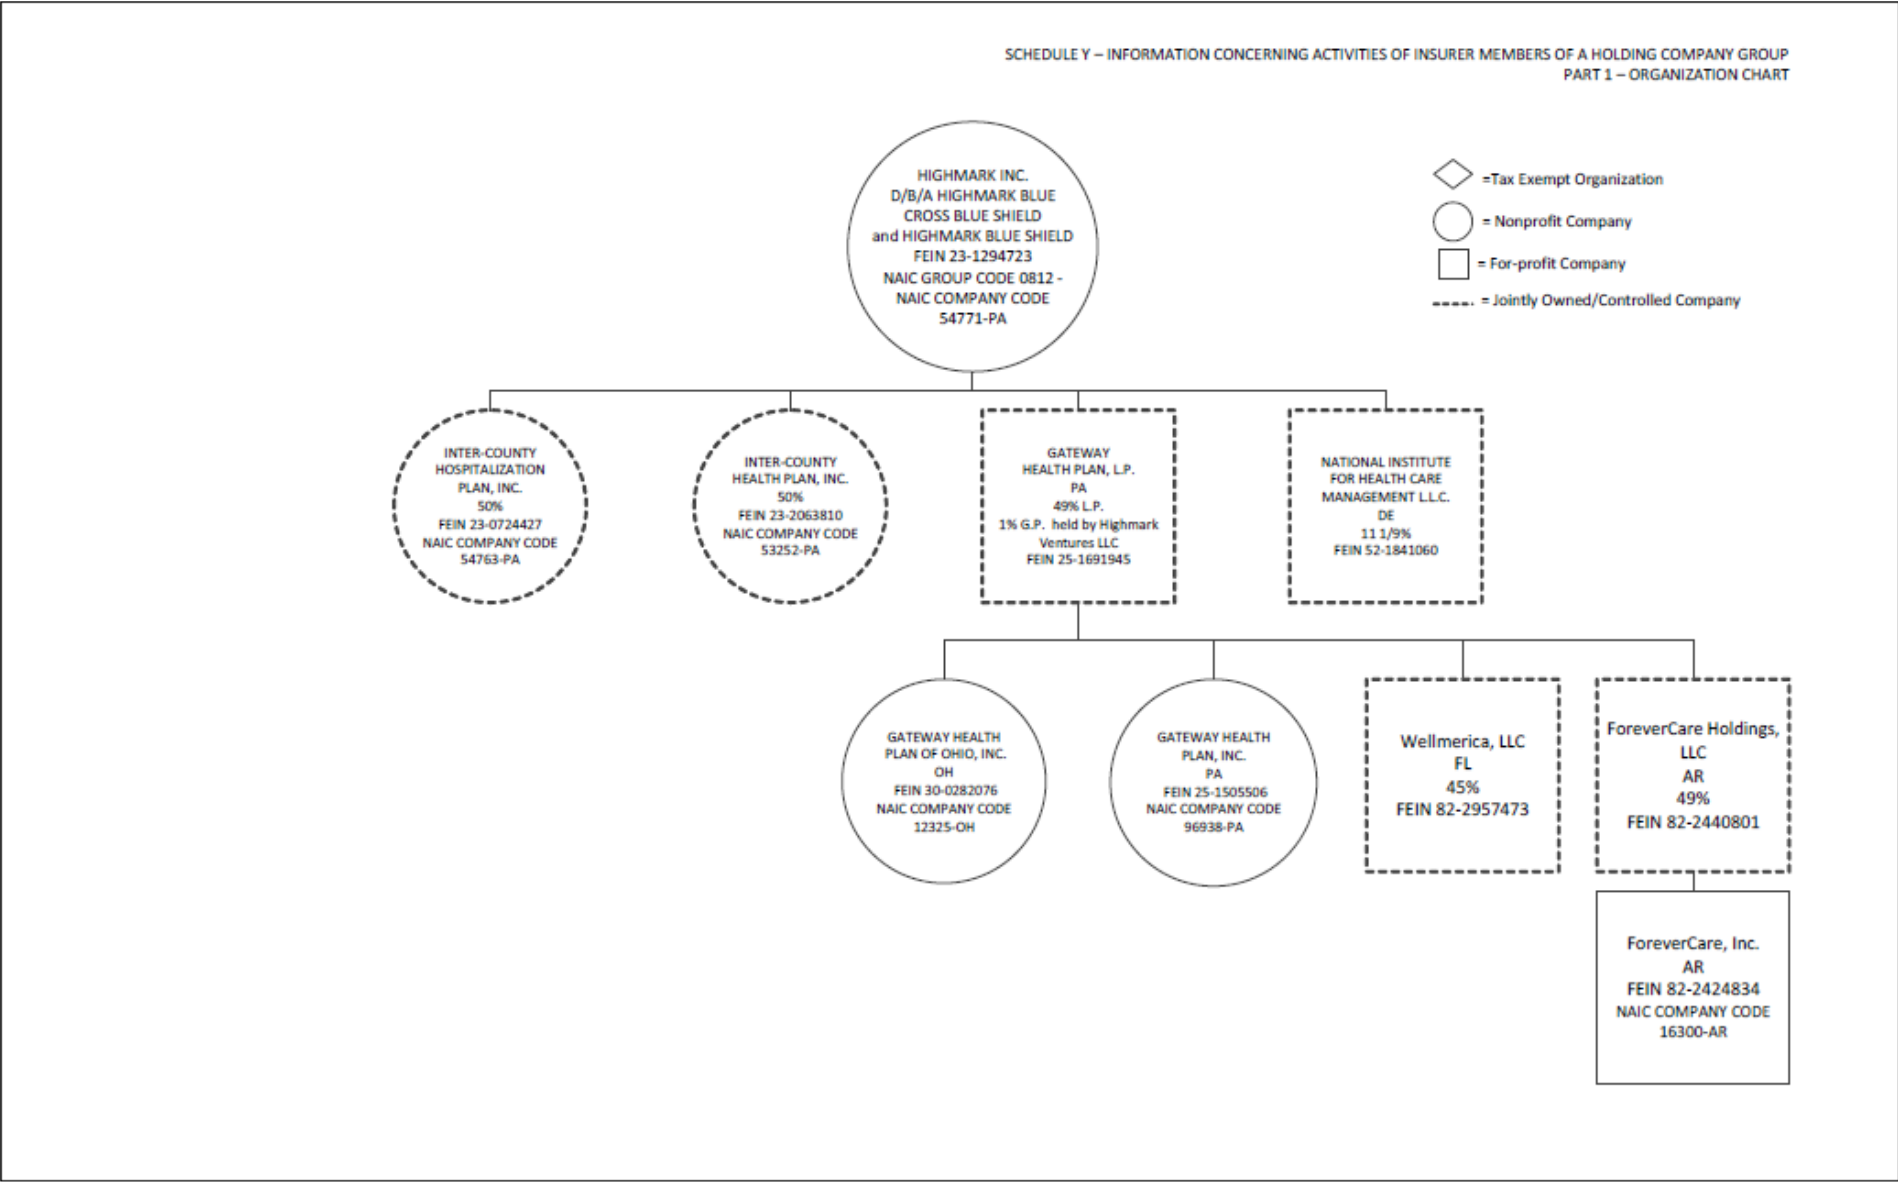 SCHEDULE Y – INFORMATION CONCERNING ACTIVITIES OF INSURER MEMBERS OF A HOLDING COMPANY GROUP
PART 1 – ORGANIZATION CHART
HIGHMARK INC.
D/B/A HIGHMARK BLUE
CROSS BLUE SHIELD
and HIGHMARK BLUE SHIELD
FEIN 23-1294723
NAIC GROUP CODE 0812 -
NAIC COMPANY CODE
54771-PA
=Tax Exempt Organization
= Nonprofit Company
= For-profit Company
= Jointly Owned/Controlled Company
INTER-COUNTY
HOSPITALIZATION
PLAN, INC.
50%
FEIN 23-0724427
NAIC COMPANY CODE
54763-PA
INTER-COUNTY
HEALTH PLAN, INC.
50%
FEIN 23-2063810
NAIC COMPANY CODE
53252-PA
GATEWAY
HEALTH PLAN, L.P.
PA
49% L.P.
1% G.P. held by Highmark
Ventures LLC
FEIN 25-1691945
NATIONAL INSTITUTE
FOR HEALTH CARE
MANAGEMENT L.L.C.
DE
11 1/9%
FEIN 52-1841060
GATEWAY HEALTH
PLAN OF OHIO, INC.
OH
FEIN 30-0282076
NAIC COMPANY CODE
12325-OH
GATEWAY HEALTH
PLAN, INC.
PA
FEIN 25-1505506
NAIC COMPANY CODE
96938-PA
Wellmerica, LLC
FL
45%
FEIN 82-2957473
ForeverCare Holdings,
LLC
AR
49%
FEIN 82-2440801
ForeverCare, Inc.
AR
FEIN 82-2424834
NAIC COMPANY CODE
16300-AR